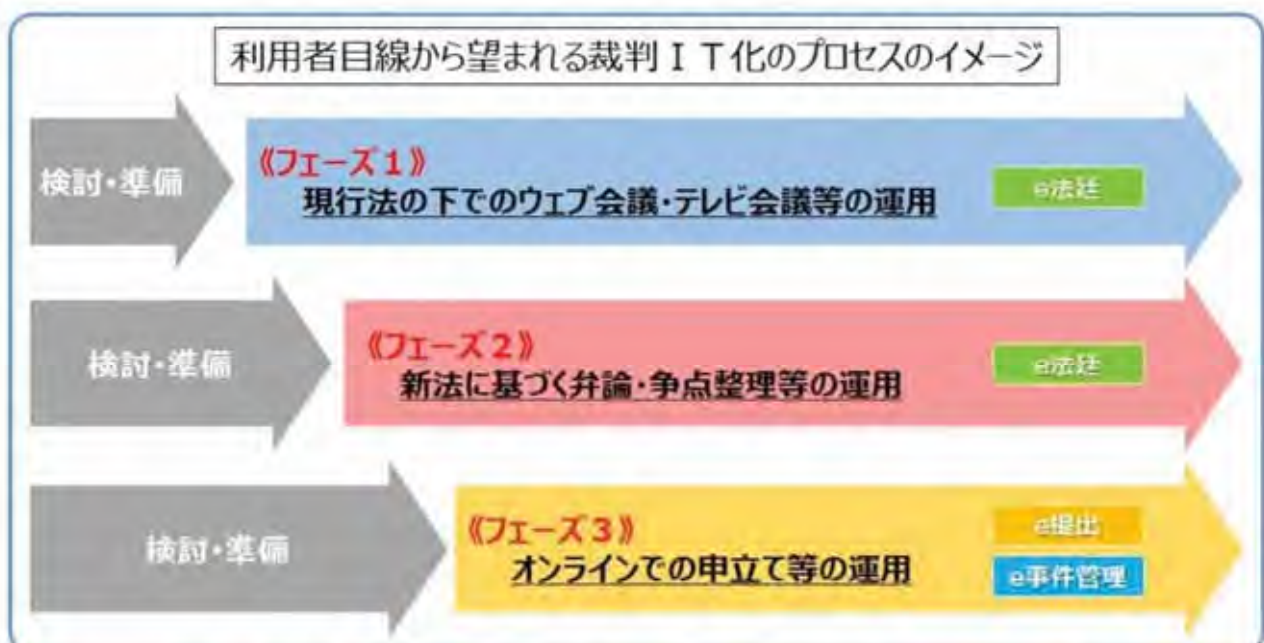 利用者目線から望まれる裁判ＩＴ化のプロセスのイメージ
検討・準備
《フェーズ１》
現行法の下でのウェブ会議・テレビ会議等の運用
e法廷
検討・準備
《フェーズ２》
新法に基づく弁論・争点整理等の運用
e法廷
検討・準備
《フェーズ３》
オンラインでの申立て等の運用
e提出
e事件管理